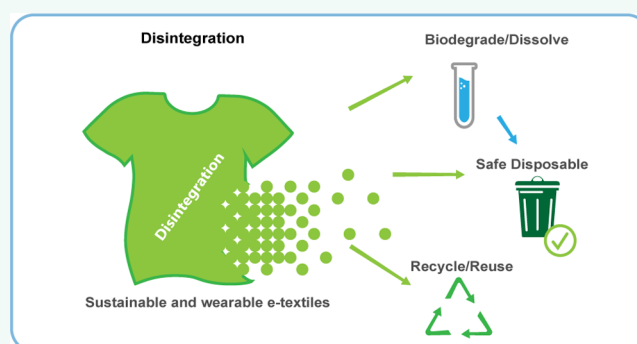 Disintegration
Biodegrade/Dissolve
Disintegration
Safe Disposable
Recycle/Reuse
Sustainable and wearable e-textiles